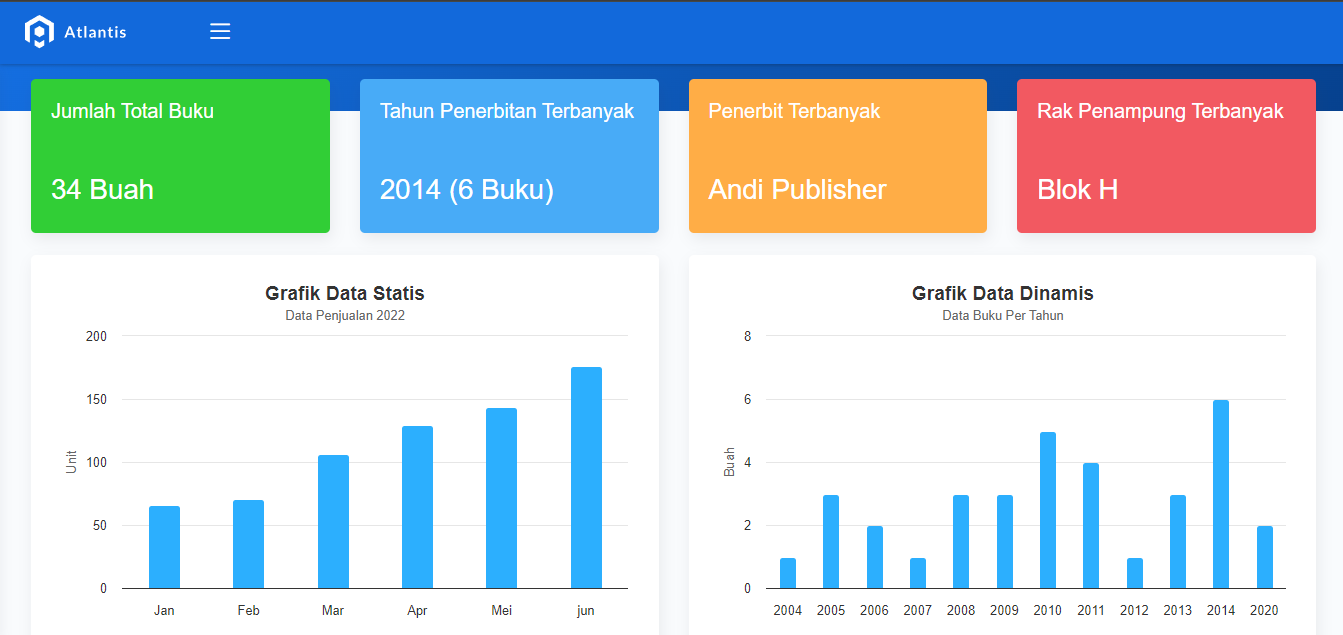 Atlantis
Jumlah Total Buku
34 Buah
Tahun Penerbitan Terbanyak
2014 (6 Buku)
Penerbit Terbanyak
Andi Publisher
Rak Penampung Terbanyak
Blok H
Grafik Data Statis
Data Penjualan 2022
Unit
200
150
100
50
0
Jan Feb Mar Apr Mei jun
Grafik Data Dinamis
Data Buku Per Tahun
Buah
8
6
4
2
0
2004 2005 2006 2007 2008 2009 2010 2011 2012 2013 2014 2020